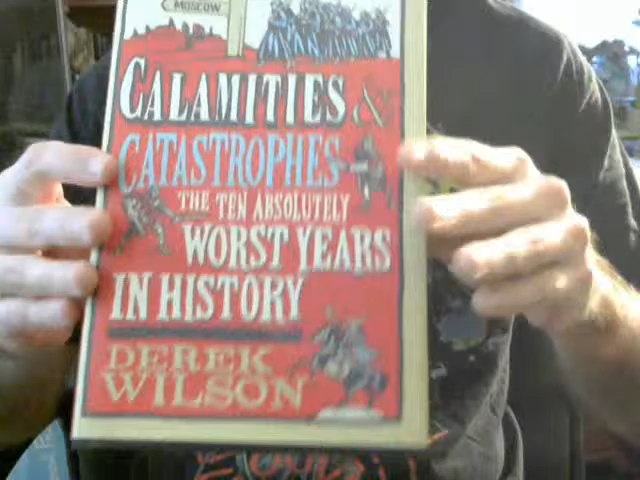 MOSCOW
CALAMITIES &
CATASTROPHES
THE TEN ABSOLUTELY
WORST YEARS
IN HISTORY
DEREK
WILSON